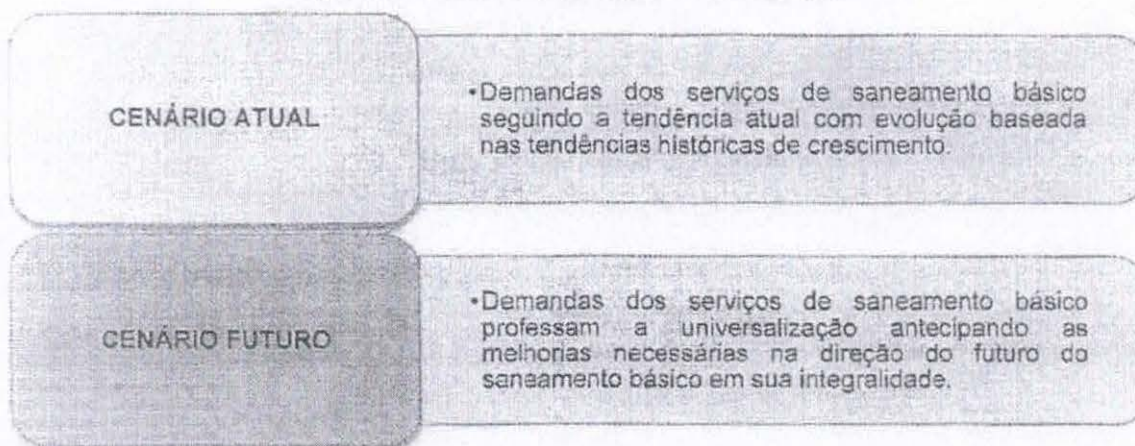 CENÁRIO ATUAL
•Demandas dos serviços de saneamento básico
seguindo a tendência atual com evolução baseada
nas tendências históricas de crescimento.
CENÁRIO FUTURO
•Demandas dos serviços de saneamento básico
professam a universalização antecipando as
melhorias necessárias na direção do futuro do
saneamento básico em sua integralidade.